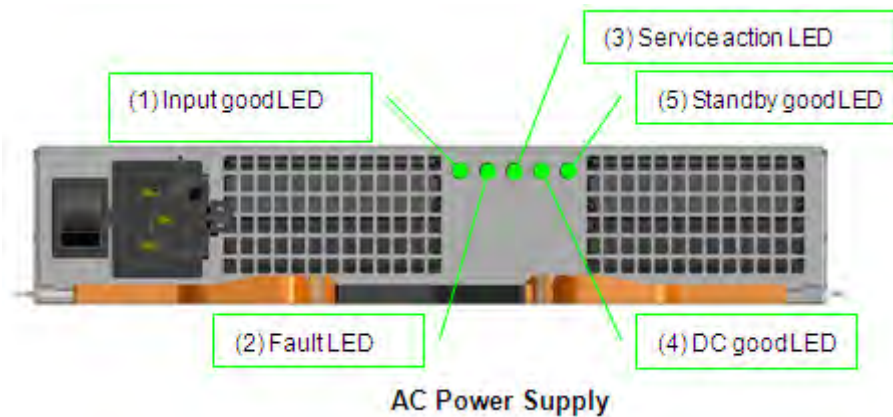 (3) Service action LED
(1) Input good LED
(5) Standby good LED
(2) Fault LED
(4) DC good LED
AC Power Supply